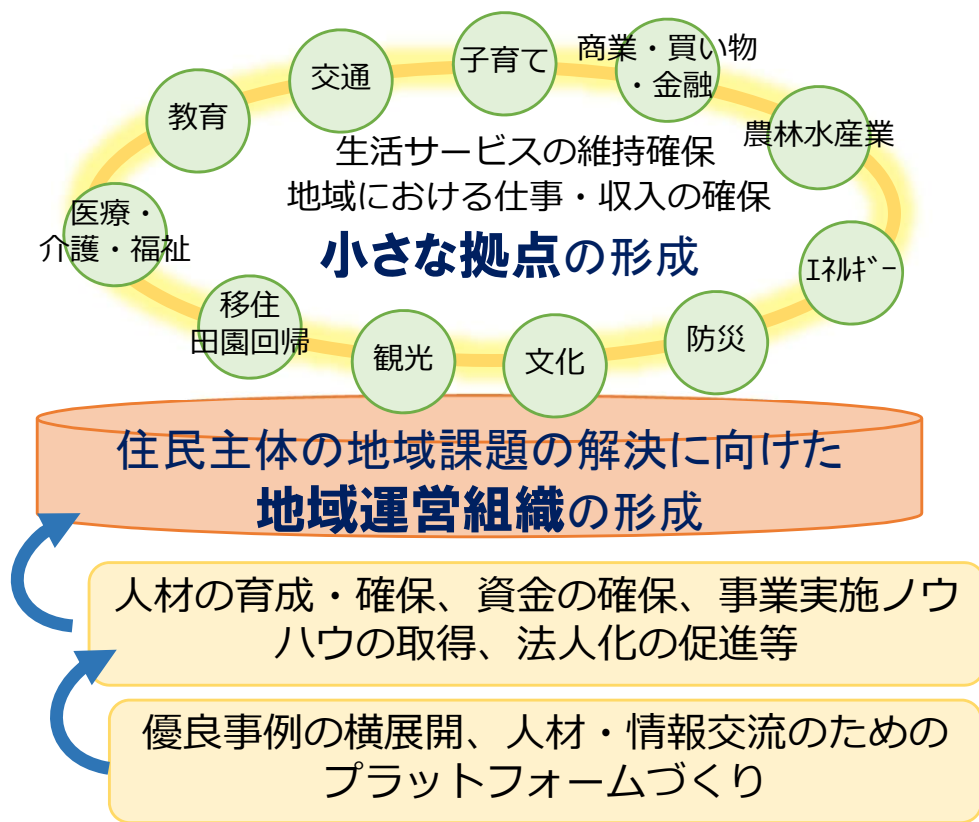 子育て
商業・買い物
・金融
交通
教育
農林水産業
生活サービスの維持確保
地域における仕事・収入の確保
医療・
介護・福祉
小さな拠点の形成
ｴﾈﾙｷﾞｰ
移住
田園回帰
観光
文化
防災
住民主体の地域課題の解決に向けた
地域運営組織の形成
人材の育成・確保、資金の確保、事業実施ノウ
ハウの取得、法人化の促進等
優良事例の横展開、人材・情報交流のための
プラットフォームづくり